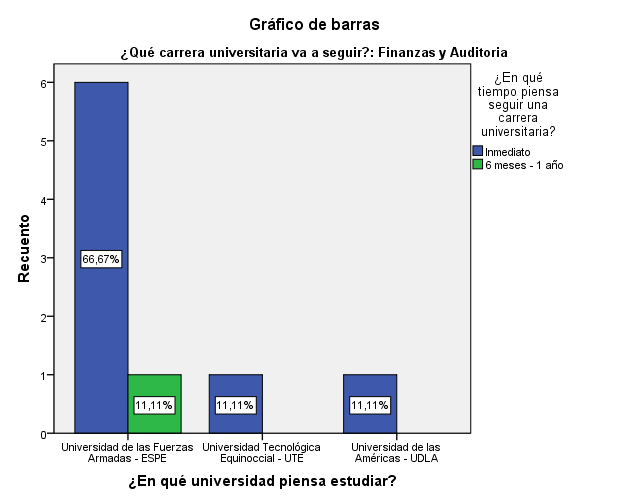 Gráfico de barras
¿Qué carrera universitaria va a seguir?: Finanzas y Auditoria
¿En qué
tiempo piensa
seguir una
carrera
universitaria?
Inmediato
6 meses - 1 año
Recuento
6
5
4
3
2
1
0
66,67%
11,11%
11,11%
11,11%
Universidad de las Fuerzas
Armadas - ESPE
Universidad Tecnológica
Equinoccial - UTE
Universidad de las
Américas - UDLA
¿En qué universidad piensa estudiar?